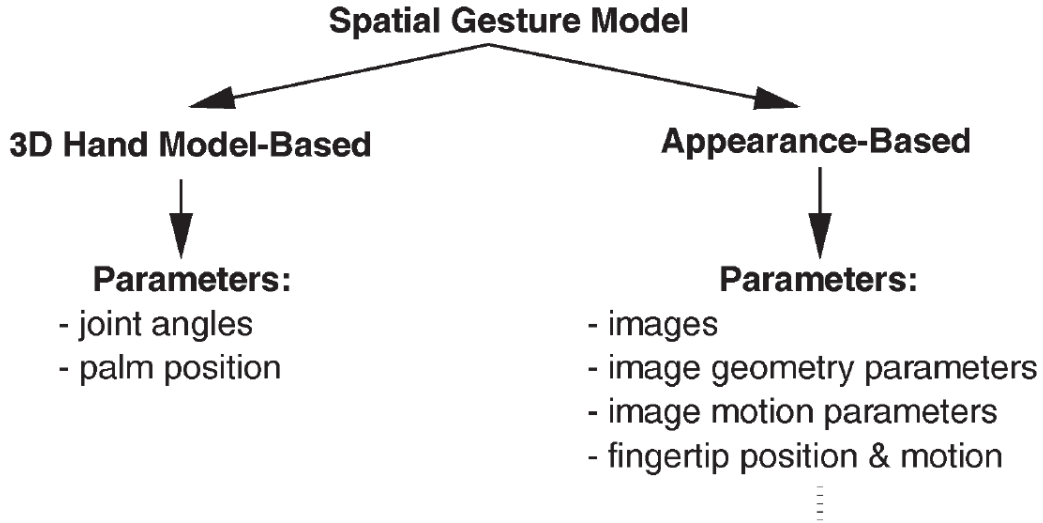 Spatial Gesture Model
3D Hand Model-Based
Appearance-Based
Parameters:
- joint angles
- palm position
Parameters:
- images
- image geometry parameters
- image motion parameters
- fingertip position & motion